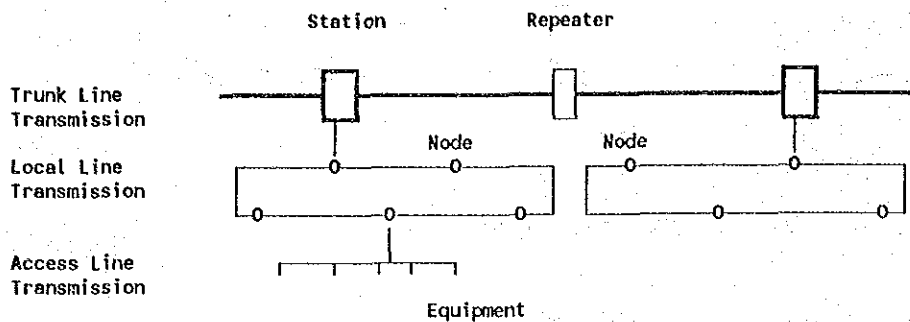 Station Repeater
Trunk Line
Transmission
Node Node
Local Line
Transmission
Access Line
Transmission
Equipment